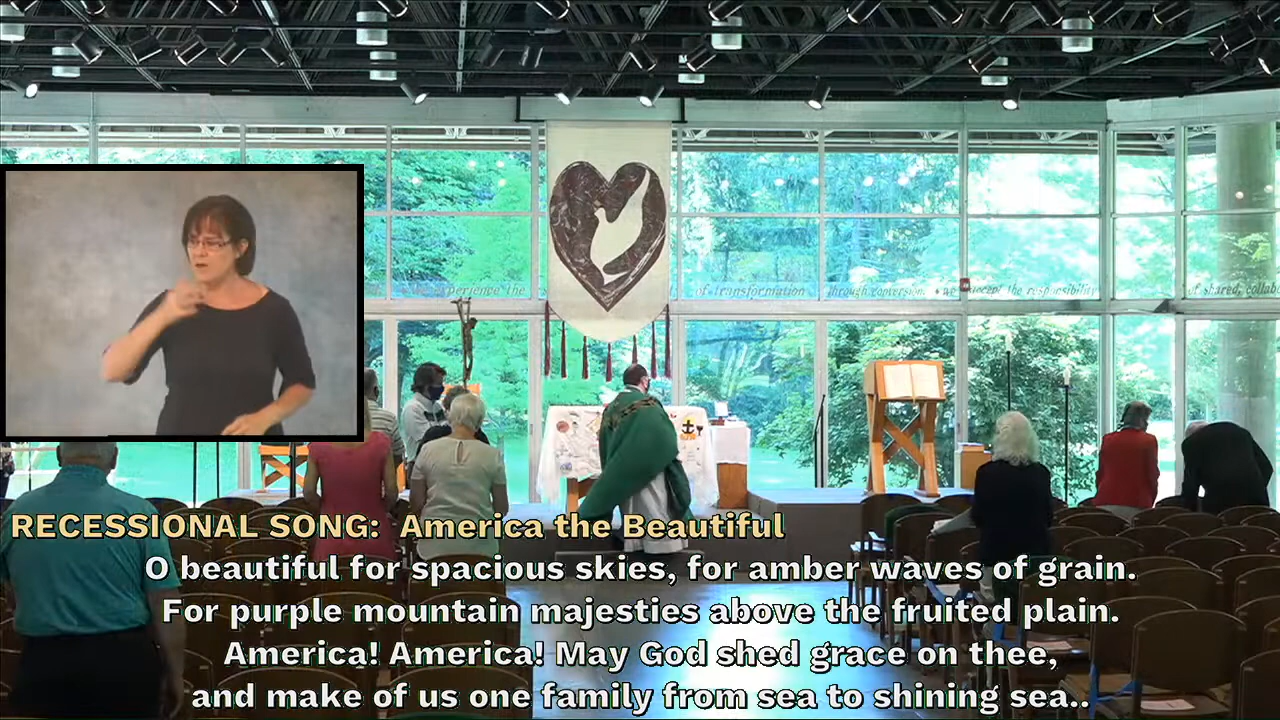 experience the
of transformation
through conversion • we accept the responsibility
of shared,
RECESSIONAL SONG: America the Beautiful
O beautiful for spacious skies, for amber waves of grain.
For purple mountain majesties above the fruited plain.
America! America! May God shed grace on thee,
and make of us one family from sea to shining sea..